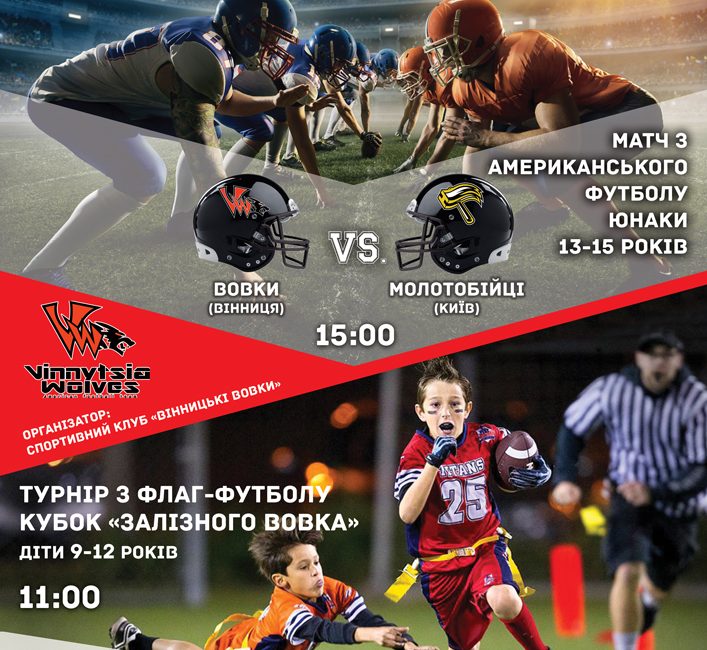 МАТЧ З
АМЕРИКАНСЬКОГО
ФУТБОЛУ
ЮНАКИ
13-15 РОКІВ
VS.
ВОВКИ
(ВІННИЦЯ)
МОЛОТОБІЙЦІ
(КИЇВ)
15:00
Vinnytsia
Wolves
ОРГАНІЗАТОР:
СПОРТИВНИЙ КЛУБ «ВІННИЦЬКІ ВОВКИ»
ТУРНІР З ФЛАГ-ФУТБОЛУ
КУБОК «ЗАЛІЗНОГО ВОВКА»
ДІТИ 9-12 РОКІВ
11:00
TITANS
25